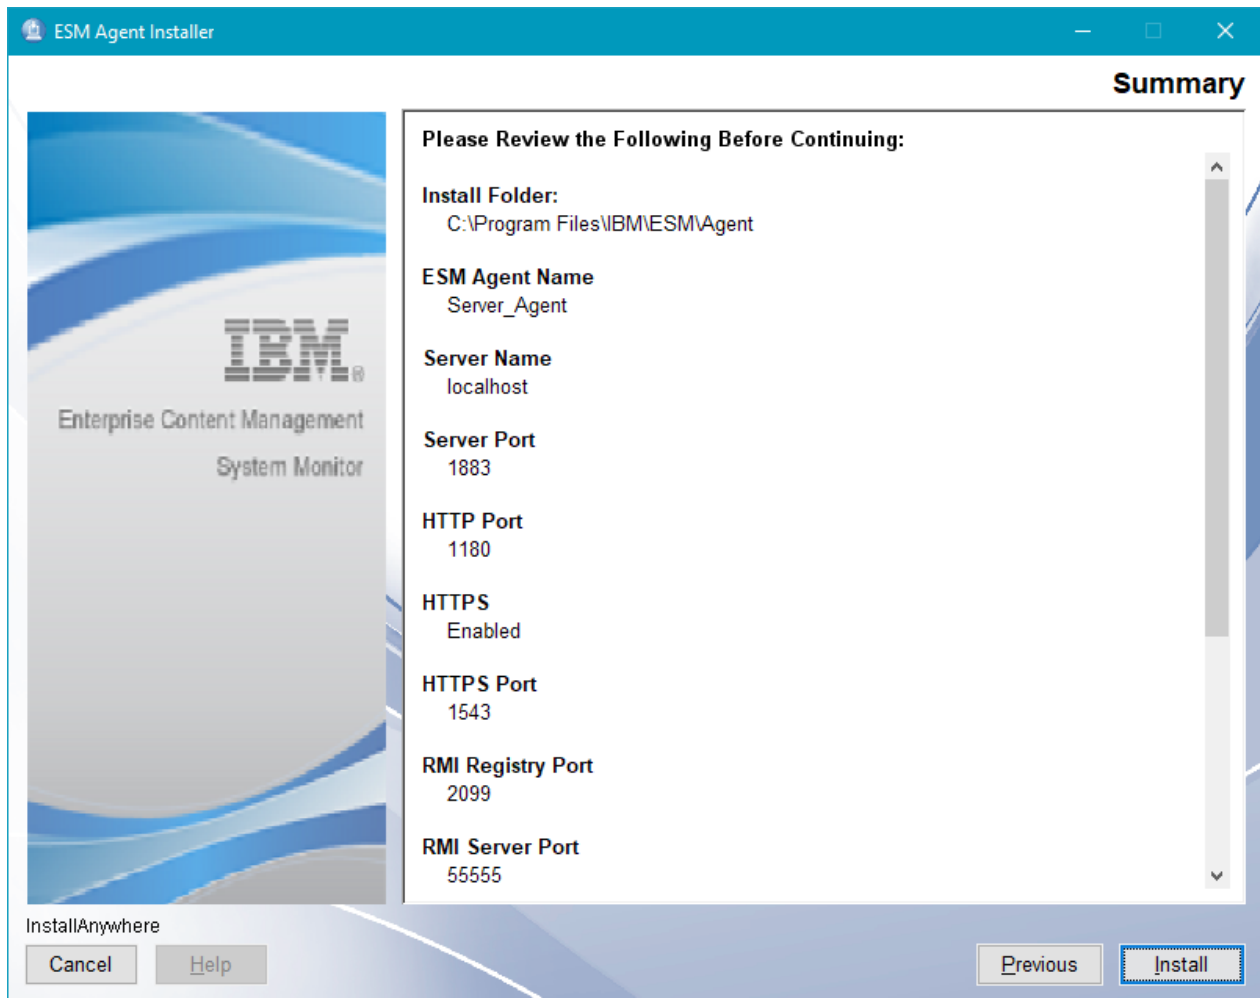 ESM Agent Installer
Summary
IBM®
Enterprise Content Management
System Monitor
Please Review the Following Before Continuing:
Install Folder:
C:\Program Files\IBM\ESM\Agent
ESM Agent Name
Server_Agent
Server Name
localhost
Server Port
1883
HTTP Port
1180
HTTPS
Enabled
HTTPS Port
1543
RMI Registry Port
2099
RMI Server Port
55555
InstallAnywhere
Cancel
Help
Previous
Install